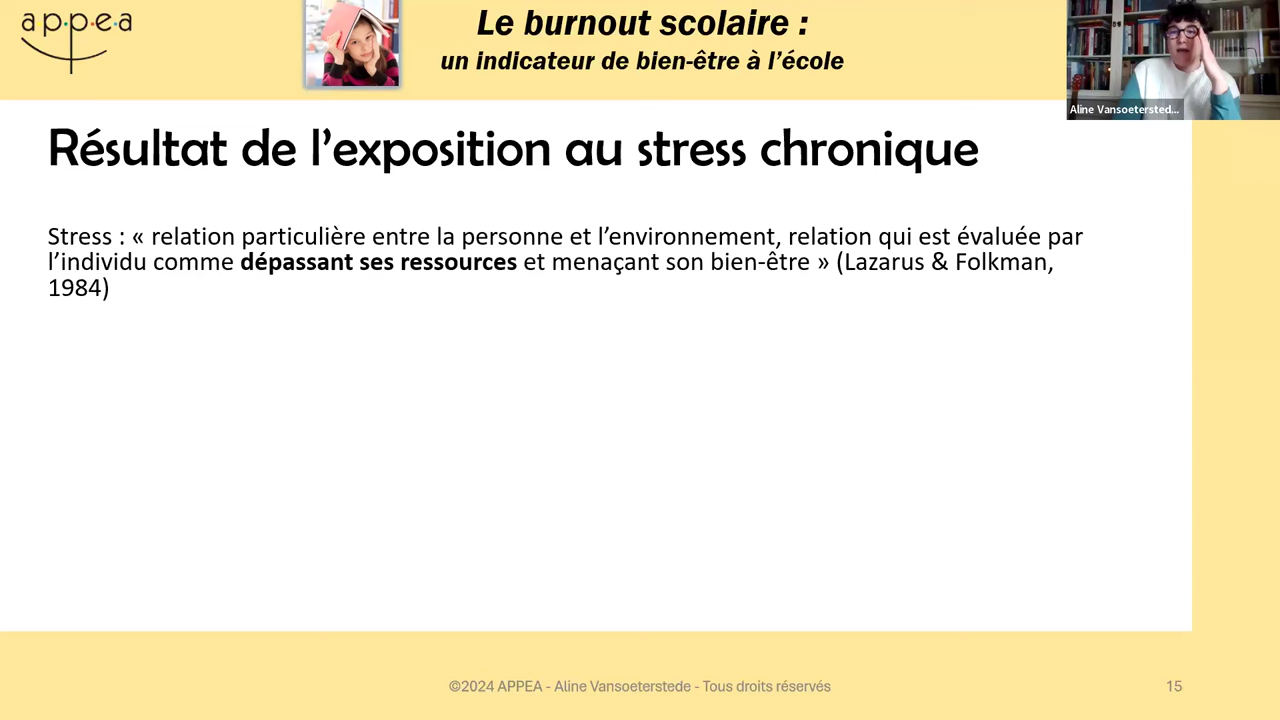 a·p·p·e·a
Le burnout scolaire :
un indicateur de bien-être à l’école
Aline Vansoetersted...
Résultat de l’exposition au stress chronique
Stress : « relation particulière entre la personne et l’environnement, relation qui est évaluée par
l’individu comme dépassant ses ressources et menaçant son bien-être » (Lazarus & Folkman,
1984)
©2024 APPEA - Aline Vansoeterstede - Tous droits réservés
15